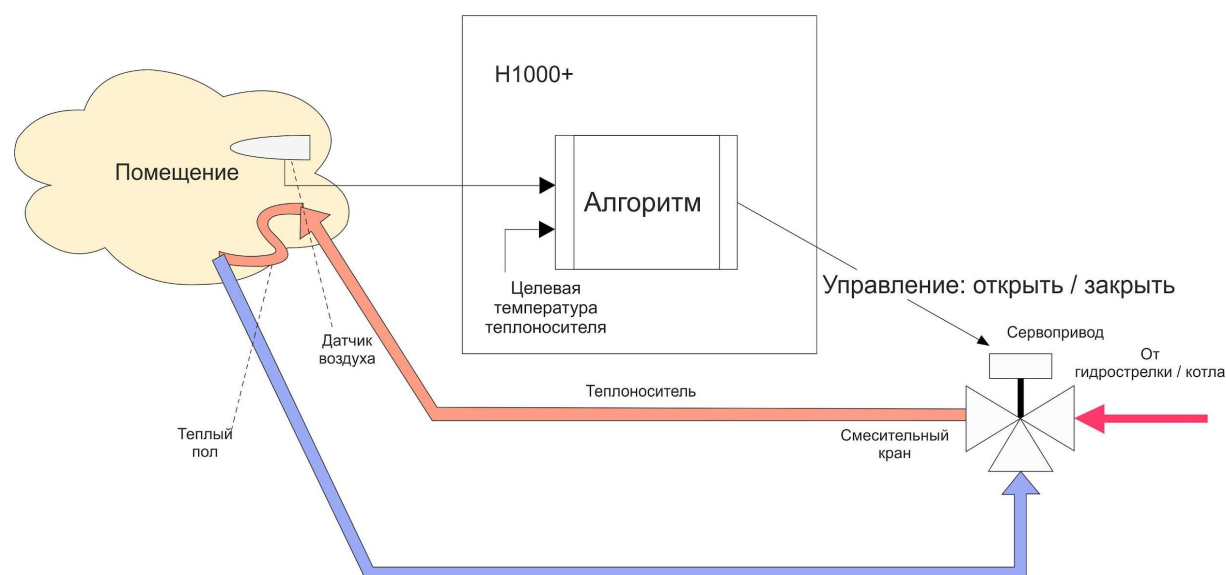 H1000+
Помещение
Алгоритм
Целевая
температура
теплоносителя
Управление: открыть / закрыть
Датчик
воздуха
Сервопривод
От
гидрострелки / котла
Теплоноситель
Теплый
пол
Смесительный
кран